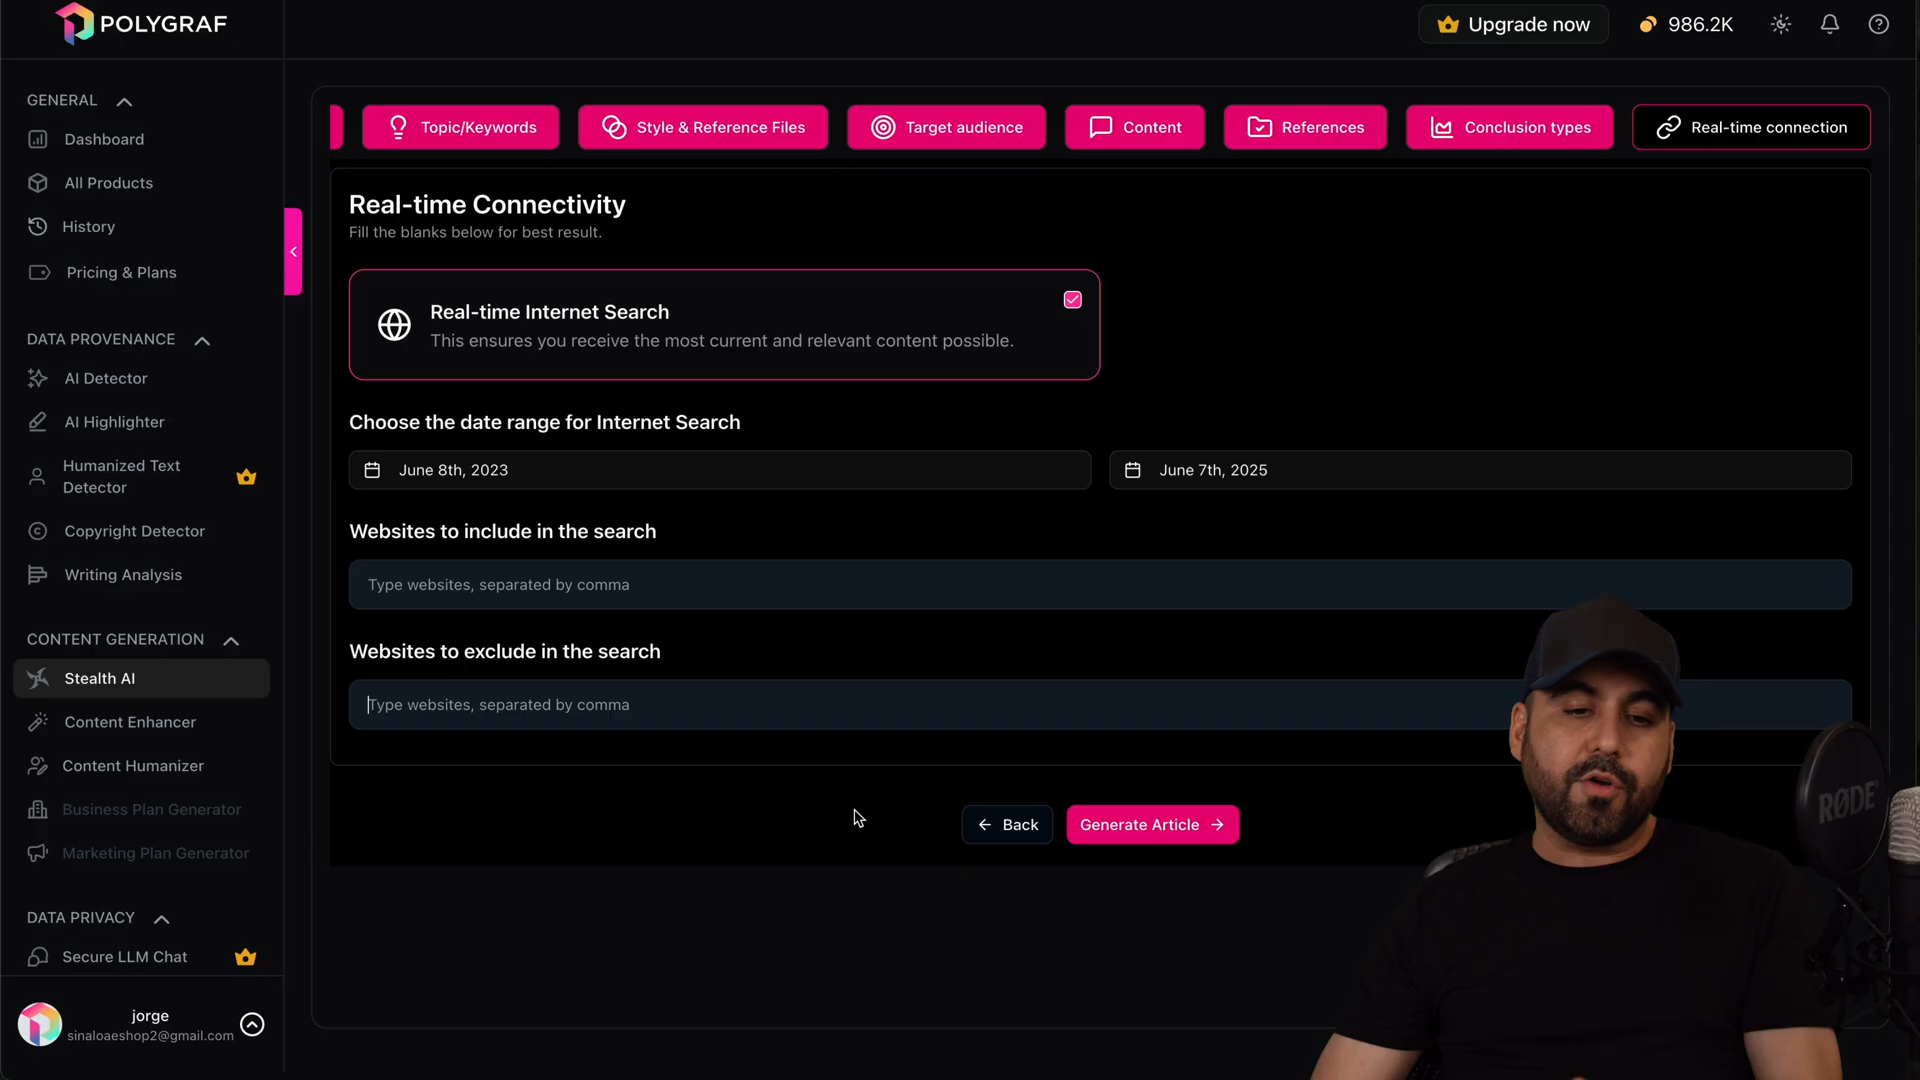 POLYGRAF
Upgrade now
986.2K
GENERAL
Dashboard
All Products
History
Pricing & Plans
DATA PROVENANCE
AI Detector
AI Highlighter
Humanized Text
Detector
Copyright Detector
Writing Analysis
CONTENT GENERATION
Stealth AI
Content Enhancer
Content Humanizer
Business Plan Generator
Marketing Plan Generator
DATA PRIVACY
Secure LLM Chat
jorge
sinaloaeshop2@gmail.com
Topic/Keywords
Style & Reference Files
Target audience
Content
References
Conclusion types
Real-time connection
Real-time Connectivity
Fill the blanks below for best result.
Real-time Internet Search
This ensures you receive the most current and relevant content possible.
Choose the date range for Internet Search
June 8th, 2023
June 7th, 2025
Websites to include in the search
Type websites, separated by comma
Websites to exclude in the search
Type websites, separated by comma
Back
Generate Article
RØDE